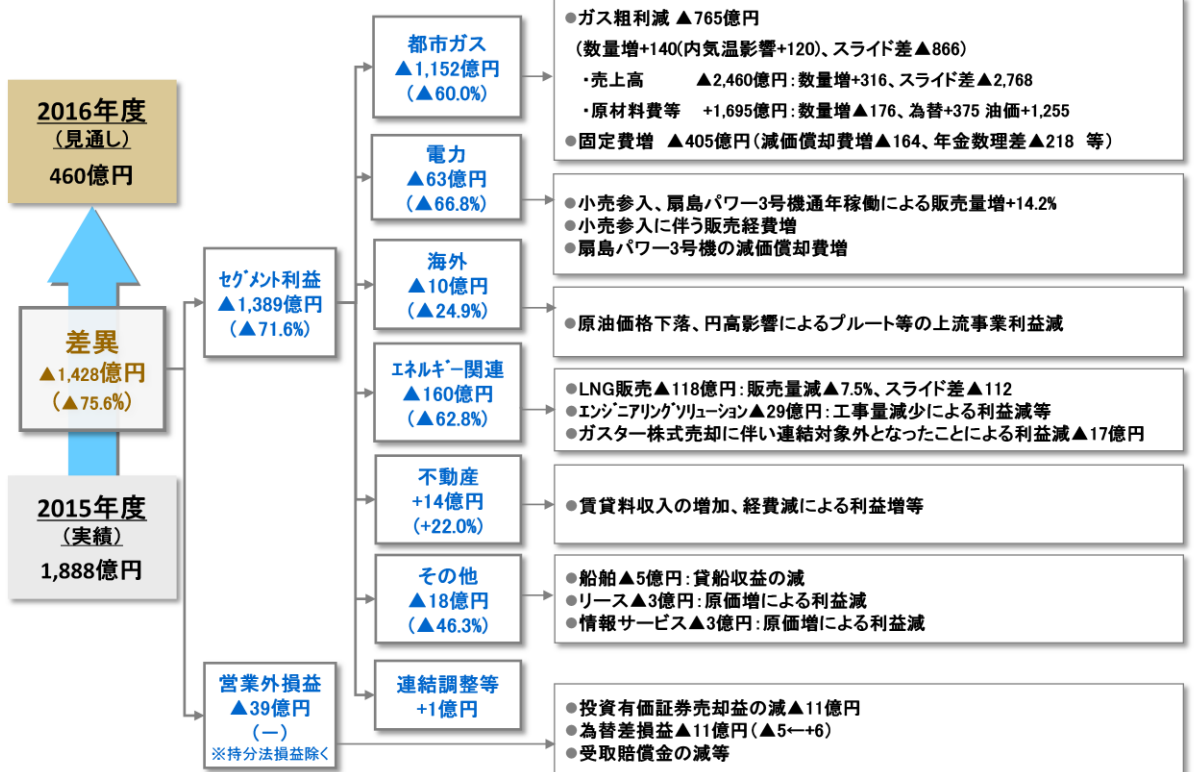 2016年度
(見通し)
460億円
差異
▲1,428億円
(▲75.6%)
2015年度
(実績)
1,888億円
セグメント利益
▲1,389億円
(▲71.6%)
営業外損益
▲39億円
(－)
※持分法損益除く
都市ガス
▲1,152億円
(▲60.0%)
●ガス粗利減 ▲765億円
(数量増+140(内気温影響+120)、スライド差▲866)
・売上高 ▲2,460億円：数量増+316、スライド差▲2,768
・原材料費等 +1,695億円：数量増▲176、為替+375 油価+1,255
●固定費増 ▲405億円(減価償却費増▲164、年金数理差▲218 等)
電力
▲63億円
(▲66.8%)
●小売参入、扇島パワー3号機通年稼働による販売量増+14.2%
●小売参入に伴う販売経費増
●扇島パワー3号機の減価償却費増
海外
▲10億円
(▲24.9%)
●原油価格下落、円高影響によるプルート等の上流事業利益減
エネルギー関連
▲160億円
(▲62.8%)
●LNG販売▲118億円：販売量減▲7.5%、スライド差▲112
●エンジニアリングソリューション▲29億円：工事量減少による利益減等
●ガスター株式売却に伴い連結対象外となったことによる利益減▲17億円
不動産
+14億円
(+22.0%)
●賃貸料収入の増加、経費減による利益増等
その他
▲18億円
(▲46.3%)
●船舶▲5億円：貸船収益の減
●リース▲3億円：原価増による利益減
●情報サービス▲3億円：原価増による利益減
連結調整等
+1億円
●投資有価証券売却益の減▲11億円
●為替差損益▲11億円(▲5←+6)
●受取賠償金の減等